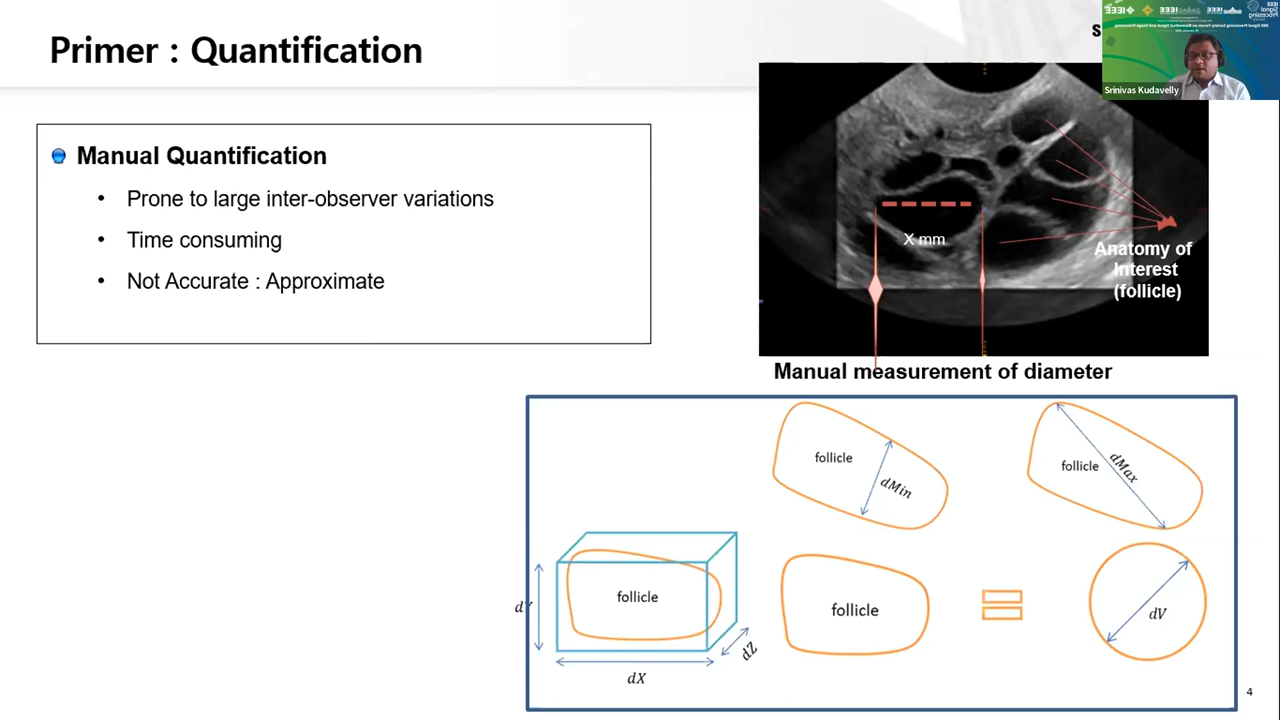 Primer : Quantification
S
Srinivas Kudavelly
Manual Quantification
• Prone to large inter-observer variations
• Time consuming
• Not Accurate : Approximate
X mm
Anatomy of
Interest
(follicle)
Manual measurement of diameter
follicle
dMin
follicle
dMax
follicle
dY
dX
dZ
follicle
dV
4